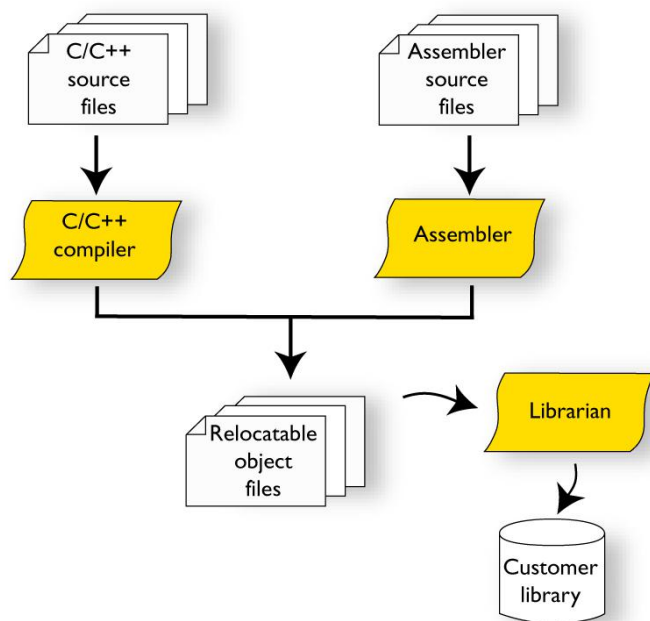 C/C++
source
files
Assembler
source
files
C/C++
compiler
Assembler
Relocatable
object
files
Librarian
Customer
library